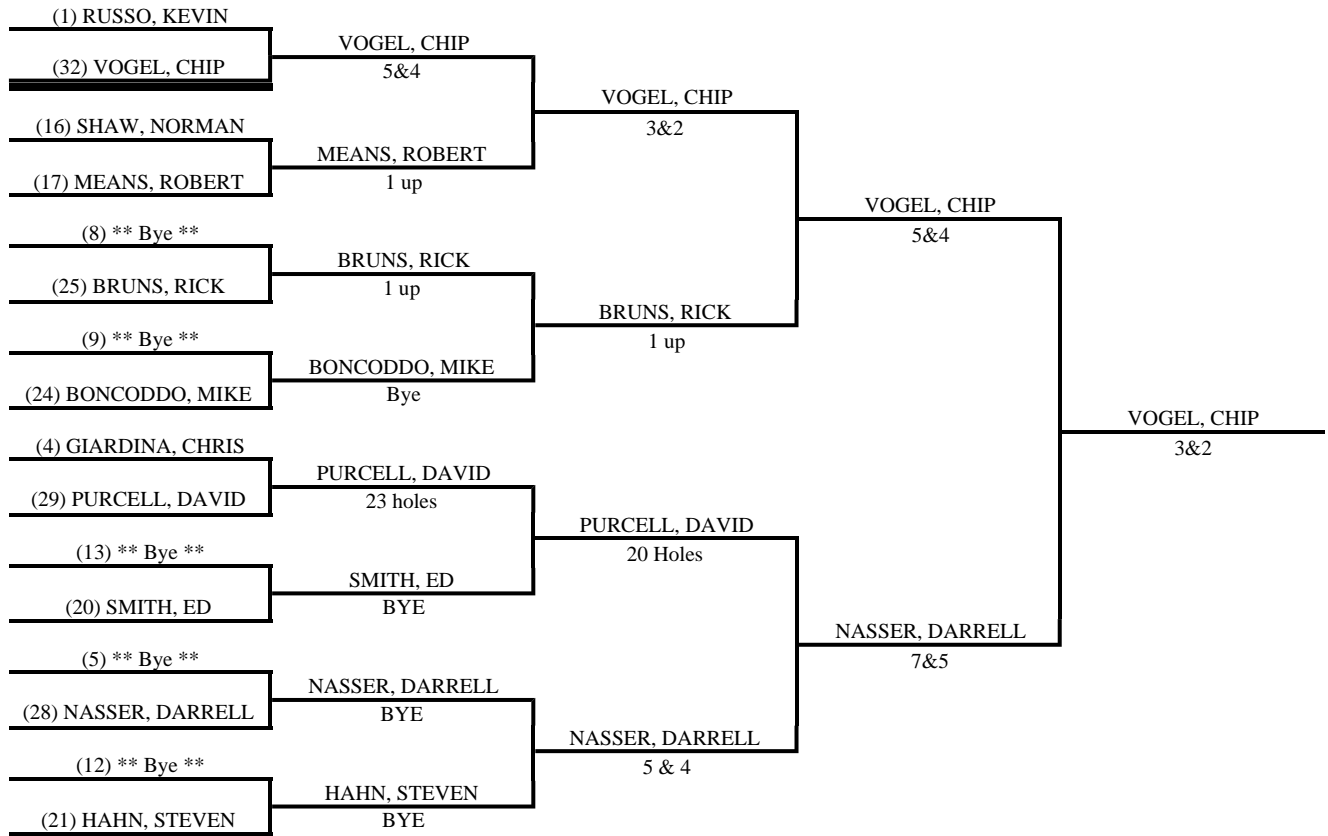 (1) RUSSO, KEVIN
(32) VOGEL, CHIP
(16) SHAW, NORMAN
(17) MEANS, ROBERT
(8) ** Bye **
(25) BRUNS, RICK
(9) ** Bye **
(24) BONCODDO, MIKE
(4) GIARDINA, CHRIS
(29) PURCELL, DAVID
(13) ** Bye **
(20) SMITH, ED
(5) ** Bye **
(28) NASSER, DARRELL
(12) ** Bye **
(21) HAHN, STEVEN
VOGEL, CHIP
5&4
MEANS, ROBERT
1 up
BRUNS, RICK
1 up
BONCODDO, MIKE
Bye
PURCELL, DAVID
23 holes
SMITH, ED
BYE
NASSER, DARRELL
BYE
HAHN, STEVEN
BYE
VOGEL, CHIP
3&2
BRUNS, RICK
1 up
PURCELL, DAVID
20 Holes
NASSER, DARRELL
5 & 4
VOGEL, CHIP
5&4
NASSER, DARRELL
7&5
VOGEL, CHIP
3&2